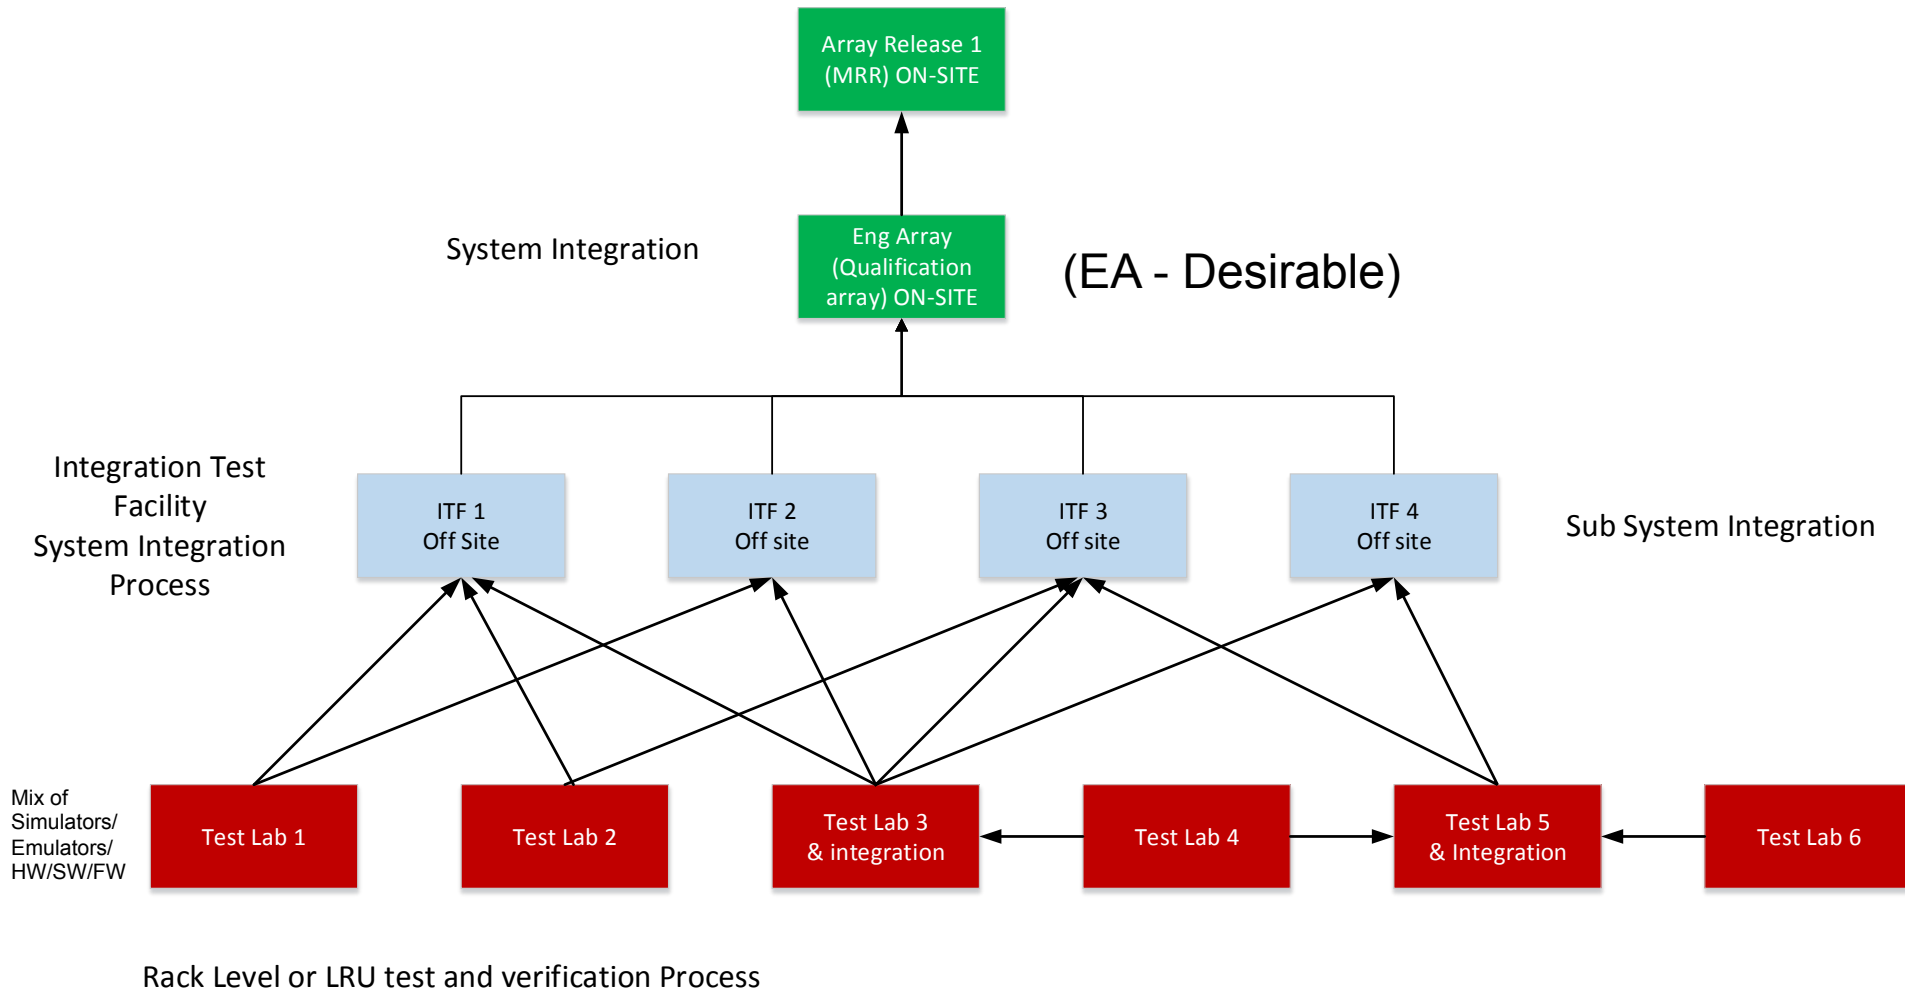 Array Release 1
(MRR) ON-SITE
System Integration
Eng Array
(Qualification
array) ON-SITE
(EA - Desirable)
Integration Test
Facility
System Integration
Process
ITF 1
Off Site
ITF 2
Off site
ITF 3
Off site
ITF 4
Off site
Sub System Integration
Mix of
Simulators/
Emulators/
HW/SW/FW
Test Lab 1
Test Lab 2
Test Lab 3
& integration
Test Lab 4
Test Lab 5
& Integration
Test Lab 6
Rack Level or LRU test and verification Process